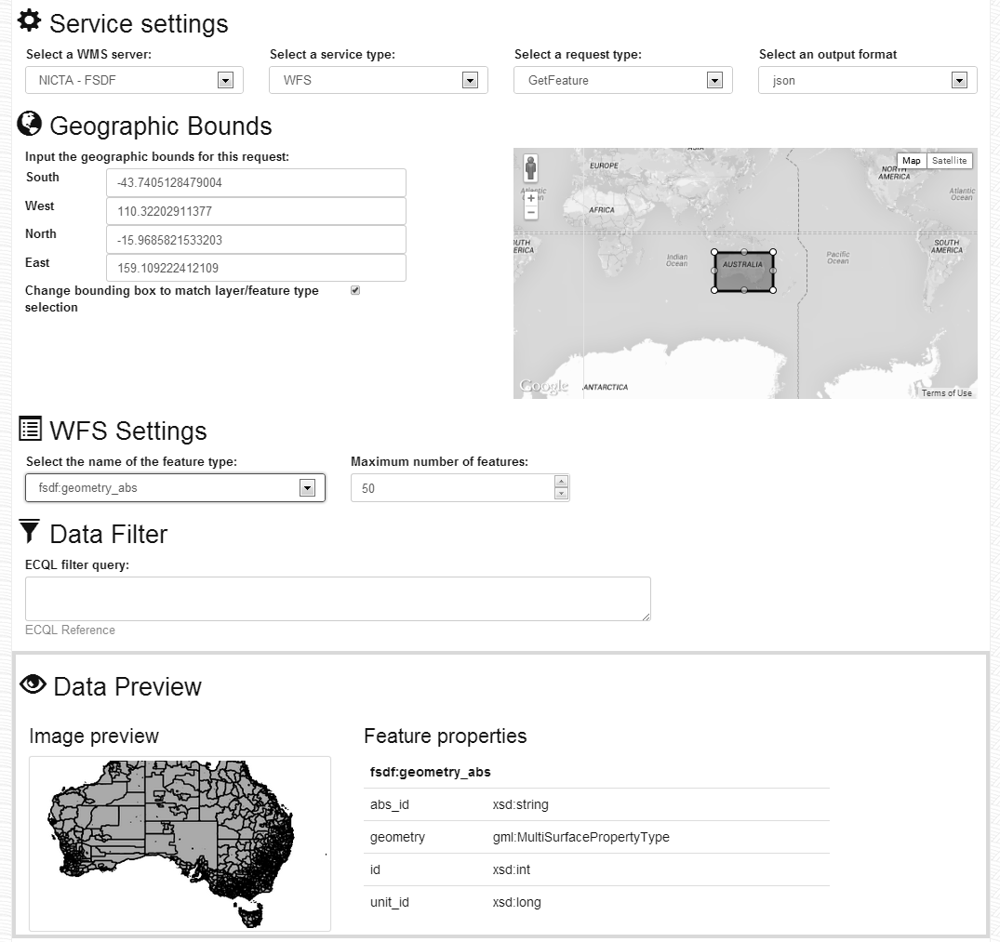 Service settings
Select a WMS server:
Select a service type:
Select a request type:
Select an output format
NICTA - FSDF
WFS
GetFeature
json
Geographic Bounds
Input the geographic bounds for this request:
South
-43.7405128479004
West
110.32202911377
North
-15.9685821533203
East
159.109222412109
Change bounding box to match layer/feature type
selection
ASIA
Map
Satellite
EUROPE
NORTH
AMERICA
Atlantic
Ocean
Atlantic
Ocean
+
−
AFRICA
OUTH
ERICA
Indian
Ocean
AUSTRALIA
Pacific
Ocean
SOUTH
AMERICA
Google
ANTARCTICA
Terms of Use
WFS Settings
Select the name of the feature type:
Maximum number of features:
fsdf:geometry_abs
50
Data Filter
ECQL filter query:
ECQL Reference
Data Preview
Image preview
Feature properties
fsdf:geometry_abs
abs_id xsd:string
geometry gml:MultiSurfacePropertyType
id xsd:int
unit_id xsd:long